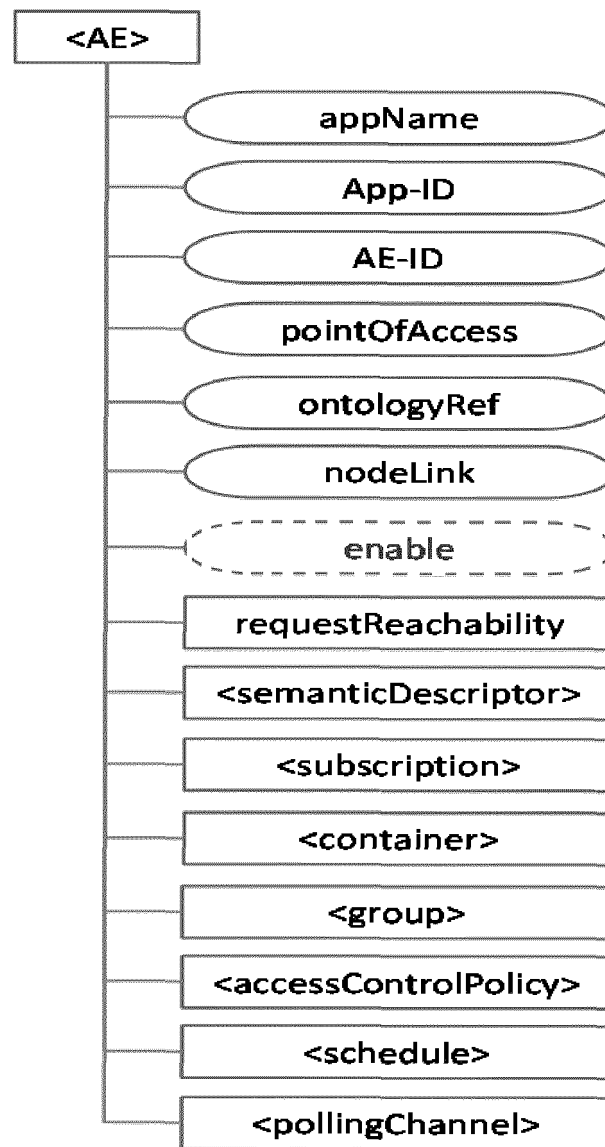 <AE>
appName
App-ID
AE-ID
pointOfAccess
ontologyRef
nodeLink
enable
requestReachability
<semanticDescriptor>
<subscription>
<container>
<group>
<accessControlPolicy>
<schedule>
<pollingChannel>